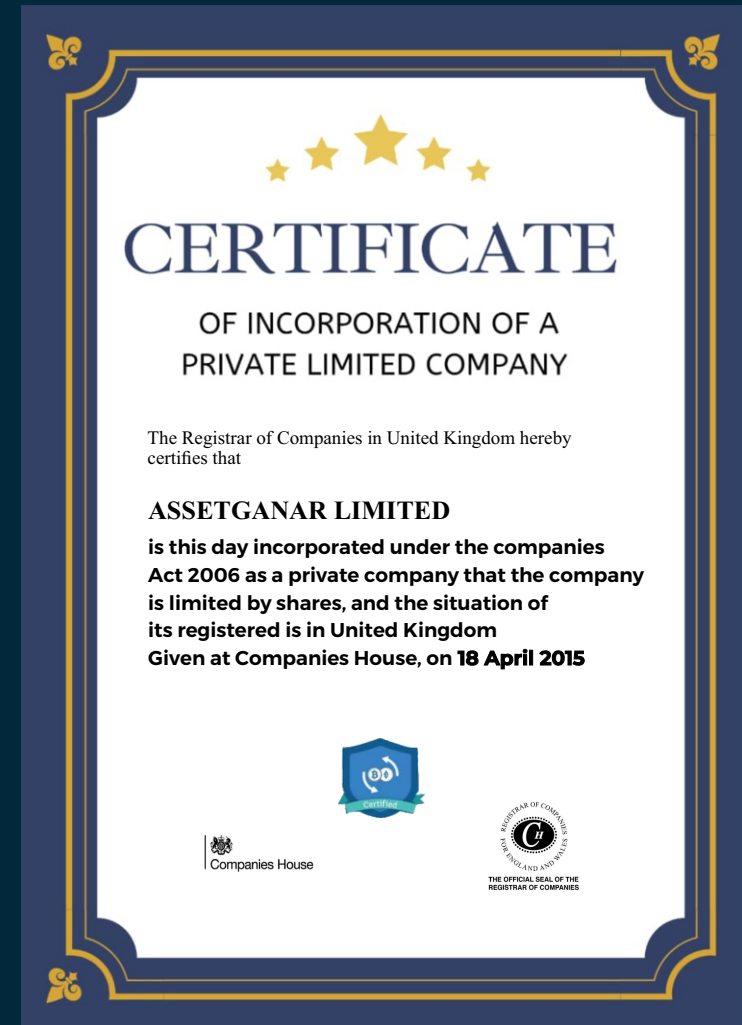 CERTIFICATE
OF INCORPORATION OF A
PRIVATE LIMITED COMPANY
The Registrar of Companies in United Kingdom hereby
certifies that
ASSETGANAR LIMITED
is this day incorporated under the companies
Act 2006 as a private company that the company
is limited by shares, and the situation of
its registered is in United Kingdom
Given at Companies House, on 18 April 2015
Certified
Companies House
REGISTRAR OF COMPANIES
FOR ENGLAND AND WALES
CH
THE OFFICIAL SEAL OF THE
REGISTRAR OF COMPANIES